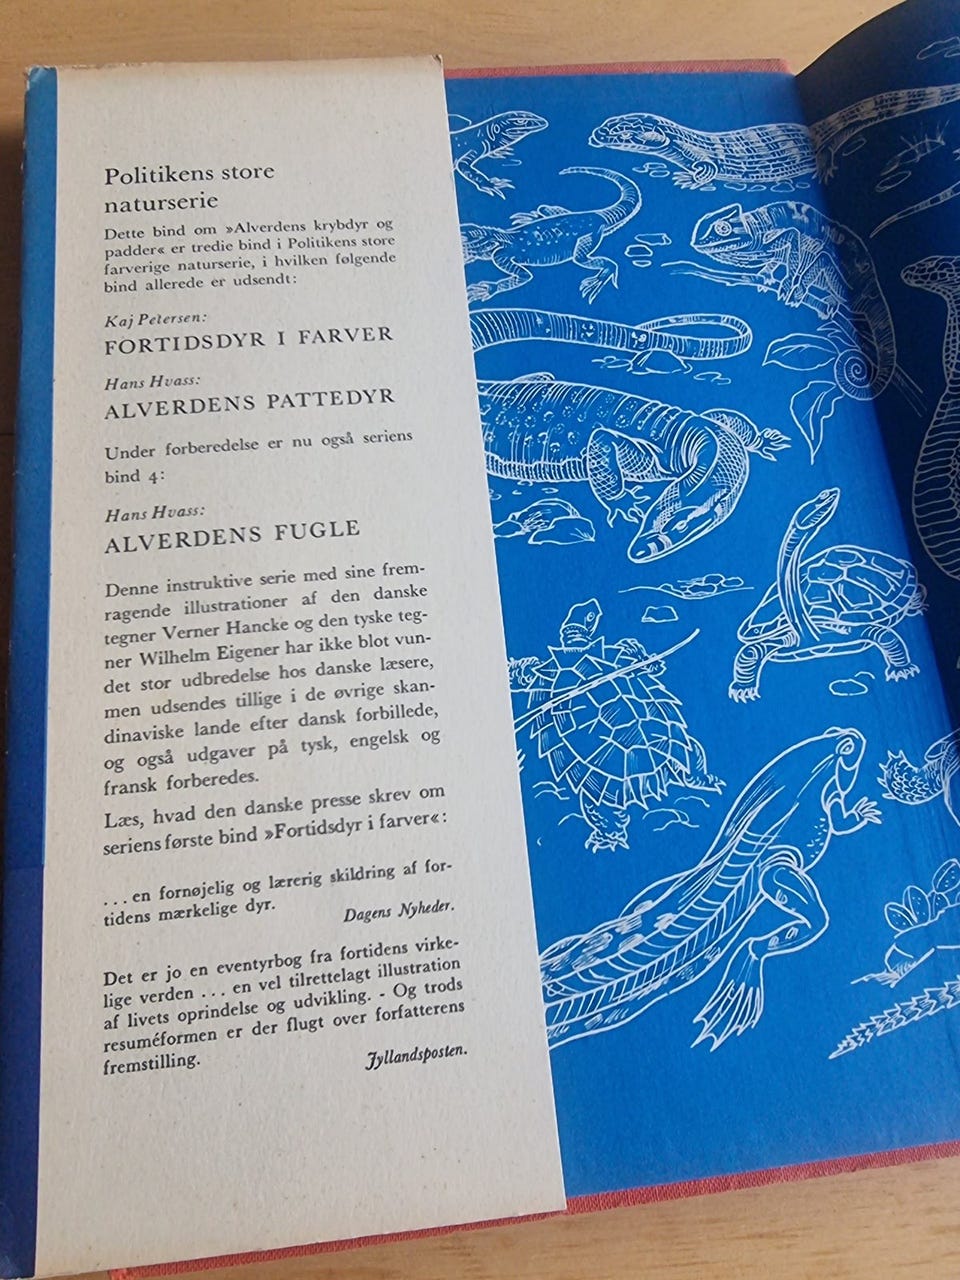 Politikens store
naturserie
Dette bind om »Alverdens krybdyr og
padder« er tredie bind i Politikens store
farverige naturserie, i hvilken følgende
bind allerede er udsendt:
Kaj Petersen:
FORTIDSDYR I FARVER
Hans Hvass:
ALVERDENS PATTEDYR
Under forberedelse er nu også seriens
bind 4:
Hans Hvass:
ALVERDENS FUGLE
Denne instruktive serie med sine frem-
ragende illustrationer af den danske
tegner Verner Hancke og den tyske teg-
ner Wilhelm Eigener har ikke blot vun-
det stor udbredelse hos danske læsere,
men udsendes tillige i de øvrige skan-
dinaviske lande efter dansk forbillede,
og også udgaver på tysk, engelsk og
fransk forberedes.
Læs, hvad den danske presse skrev om
seriens første bind »Fortidsdyr i farver«:
...en fornøjelig og lærerig skildring af for-
tidens mærkelige dyr.
Dagens Nyheder.
Det er jo en eventyrbog fra fortidens virke-
lige verden ... en vel tilrettelagt illustration
af livets oprindelse og udvikling. - Og trods
resuméformen er der flugt over forfatterens
fremstilling.
Jyllandsposten.